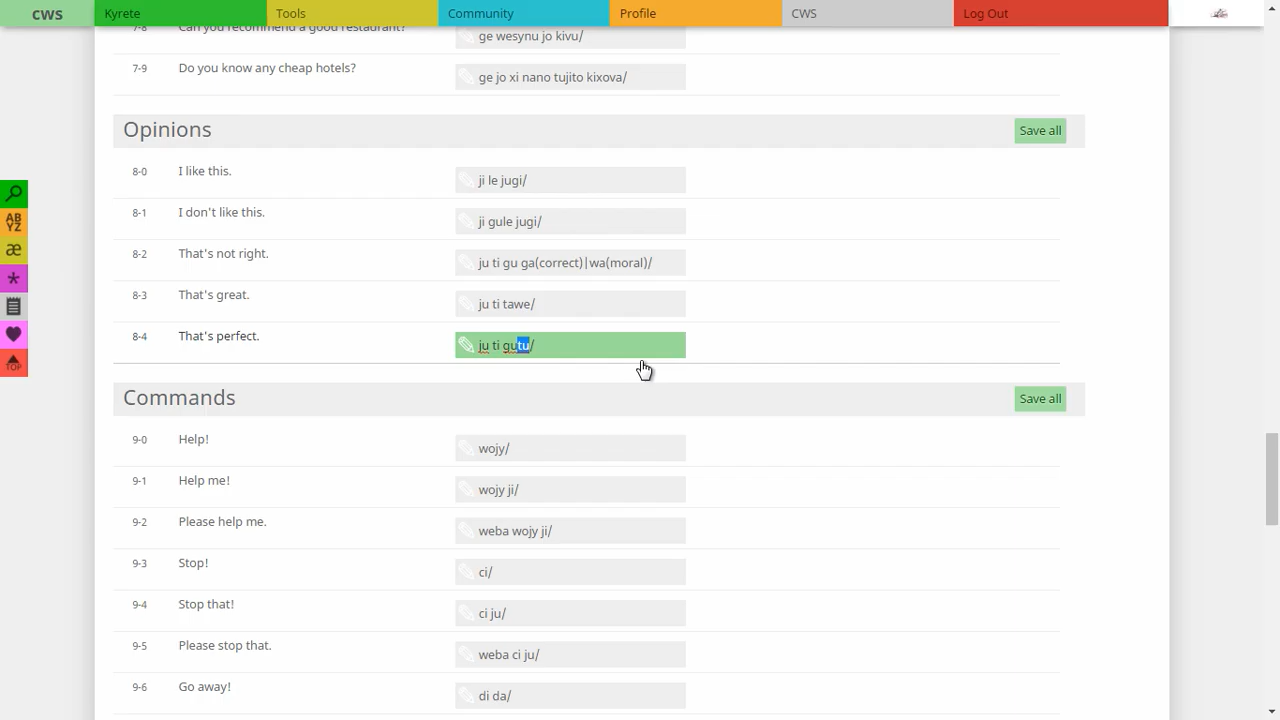 CWS Kyrete Tools Community Profile CWS Log Out
7-8 Can you recommend a good restaurant? ge wesynu jo kivu/
7-9 Do you know any cheap hotels? ge jo xi nano tujito kixova/
Opinions Save all
8-0 I like this. ji le jugi/
8-1 I don't like this. ji gule jugi/
8-2 That's not right. ju ti gu ga(correct)|wa(moral)/
8-3 That's great. ju ti tawe/
8-4 That's perfect. ju ti gutu/
Commands Save all
9-0 Help! wojy/
9-1 Help me! wojy ji/
9-2 Please help me. weba wojy ji/
9-3 Stop! ci/
9-4 Stop that! ci ju/
9-5 Please stop that. weba ci ju/
9-6 Go away! di da/
AB
YZ
æ
*
TOP